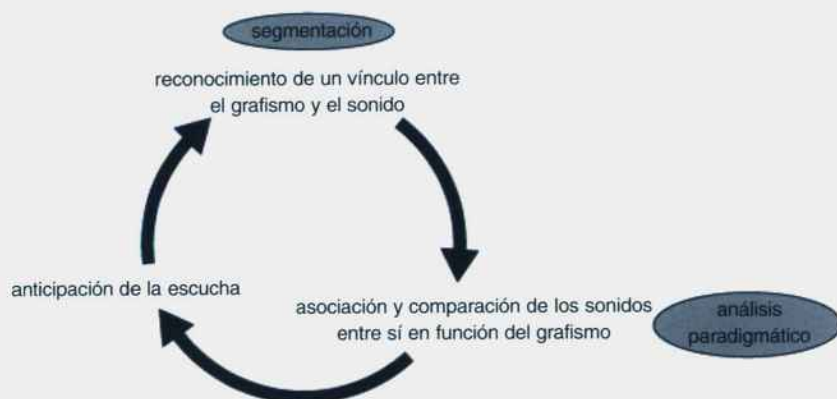 segmentación
reconocimiento de un vínculo entre
el grafismo y el sonido
anticipación de la escucha
asociación y comparación de los sonidos
entre sí en función del grafismo
análisis
paradigmático